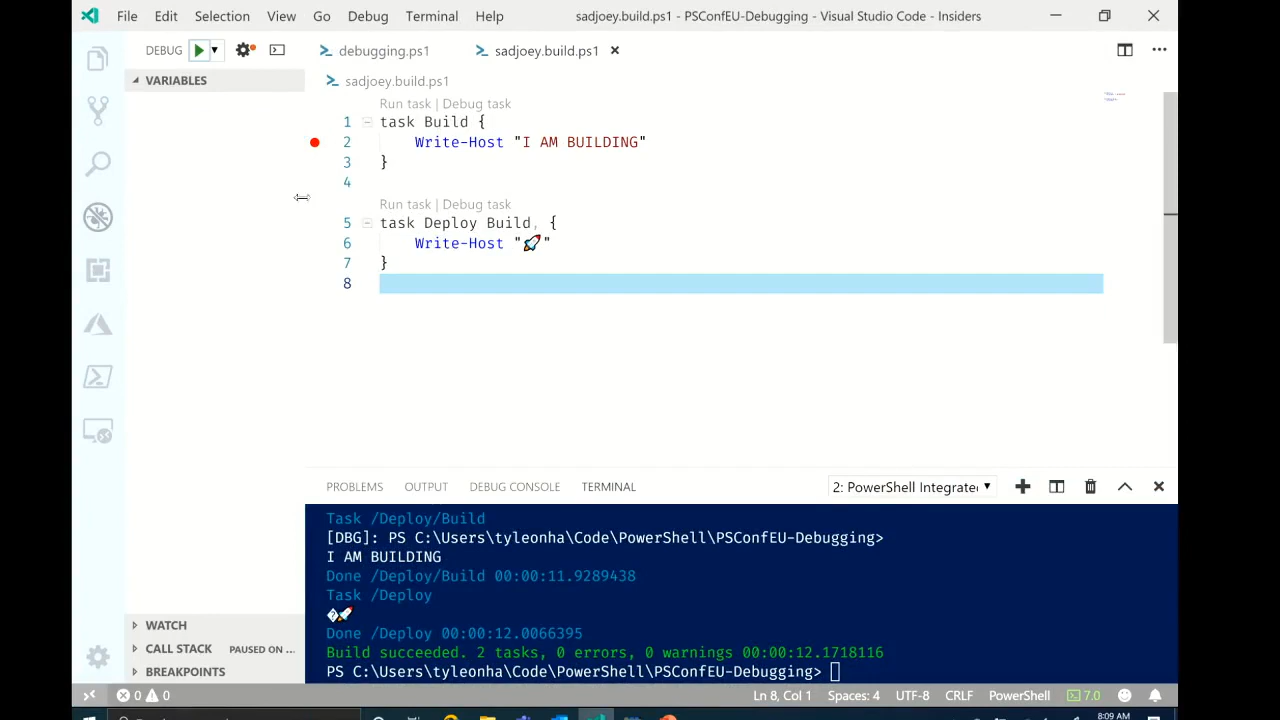 File Edit Selection View Go Debug Terminal Help sadjoey.build.ps1 - PSConfEU-Debugging - Visual Studio Code - Insiders
DEBUG debugging.ps1 sadjoey.build.ps1
VARIABLES
sadjoey.build.ps1
Run task | Debug task
1 task Build {
2 Write-Host "I AM BUILDING"
3 }
4
Run task | Debug task
5 task Deploy Build, {
6 Write-Host "🚀"
7 }
8
PROBLEMS OUTPUT DEBUG CONSOLE TERMINAL 2: PowerShell Integrate
Task /Deploy/Build
[DBG]: PS C:\Users\tyleonha\Code\PowerShell\PSConfEU-Debugging>
I AM BUILDING
Done /Deploy/Build 00:00:11.9289438
Task /Deploy
�🚀
Done /Deploy 00:00:12.0066395
Build succeeded. 2 tasks, 0 errors, 0 warnings 00:00:12.1718116
PS C:\Users\tyleonha\Code\PowerShell\PSConfEU-Debugging>
WATCH
CALL STACK PAUSED ON ...
BREAKPOINTS
0 0 Ln 8, Col 1 Spaces: 4 UTF-8 CRLF PowerShell 7.0
8:09 AM